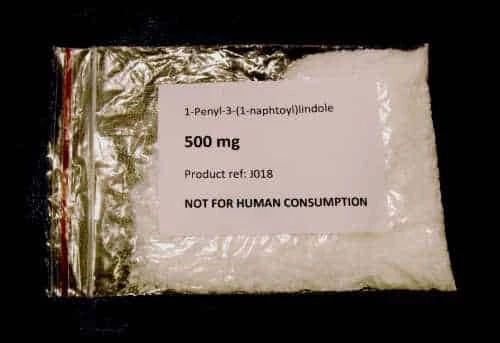 1-Penyl-3-(1-naphtoyl)lindole
500 mg
Product ref: J018
NOT FOR HUMAN CONSUMPTION